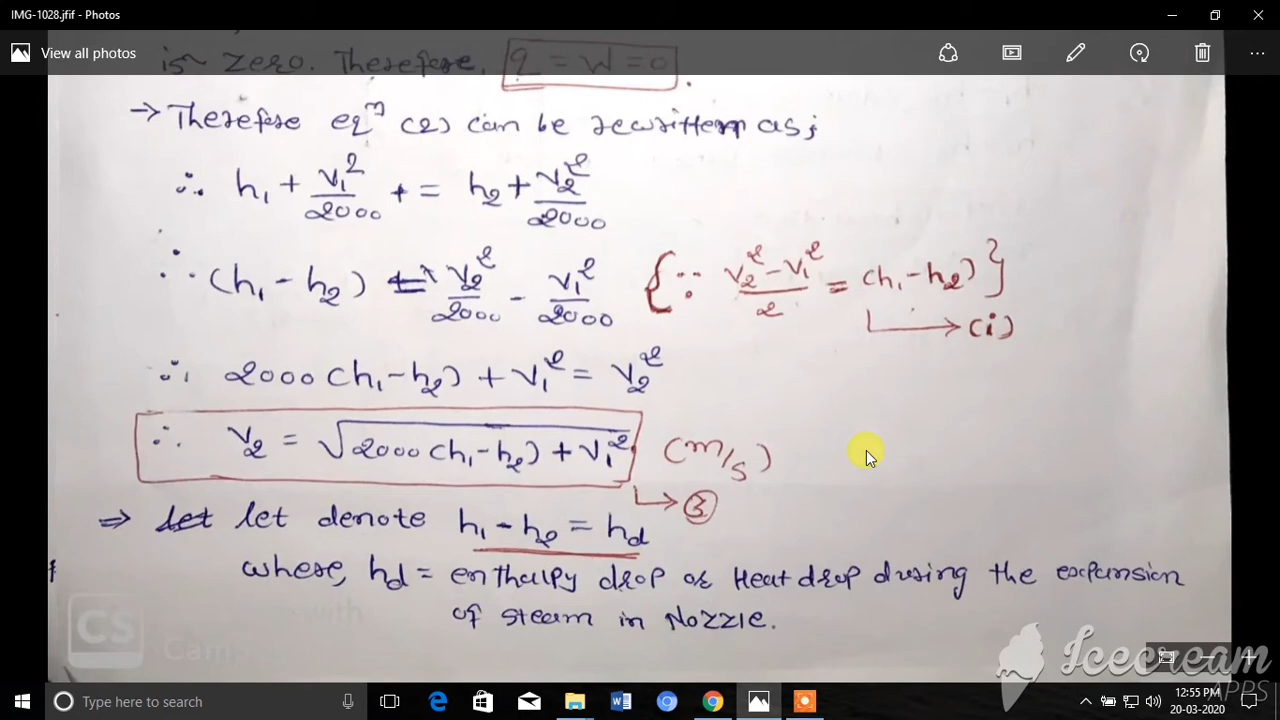 IMG-1028.jfif - Photos
View all photos
is zero. Therefore, q = W = 0.
→ Therefore eqⁿ (2) can be rewritten as;
∴ h₁ + V₁²/2000 + = h₂ + V₂²/2000
∴ (h₁ - h₂) = V₂²/2000 - V₁²/2000 {∵ V₂² - V₁²/2 = (h₁ - h₂)}
→ (i)
∴ 2000 (h₁ - h₂) + V₁² = V₂²
∴ V₂ = √2000 (h₁ - h₂) + V₁² (m/s)
→ 3
⇒ let let denote h₁ - h₂ = hd
where, hd = enthalpy drop or Heat drop during the expansion
of steam in Nozzle.
CS
Icecream
APPS
Type here to search
12:55 PM
20-03-2020